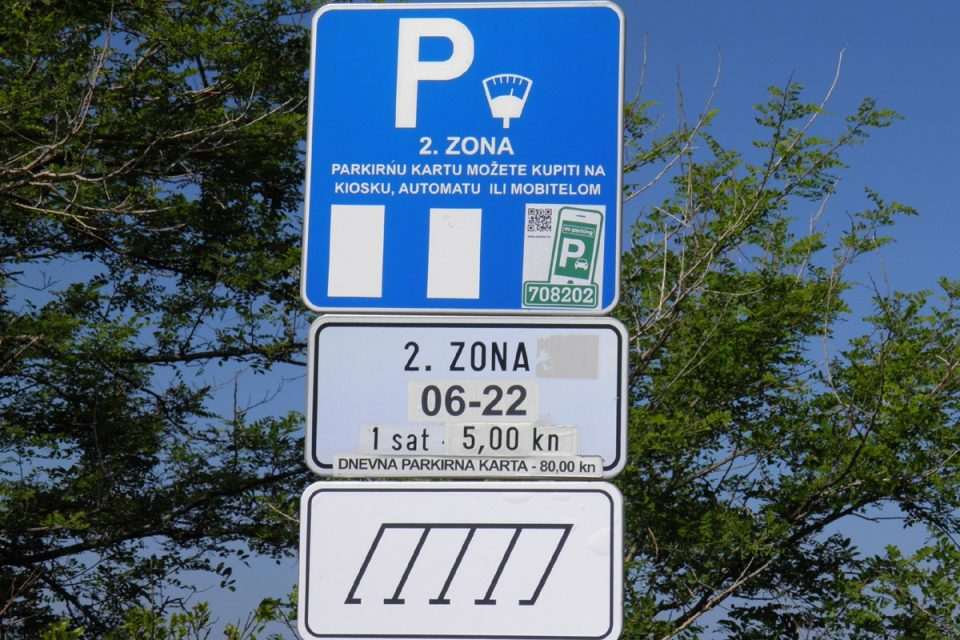 P
2. ZONA
PARKIRŃU KARTU MOŽETE KUPITI NA
KIOSKU, AUTOMATU ILI MOBITELOM
P
708202
2. ZONA
06-22
1 sat - 5,00 kn
DNEVNA PARKIRNA KARTA - 80,00 kn